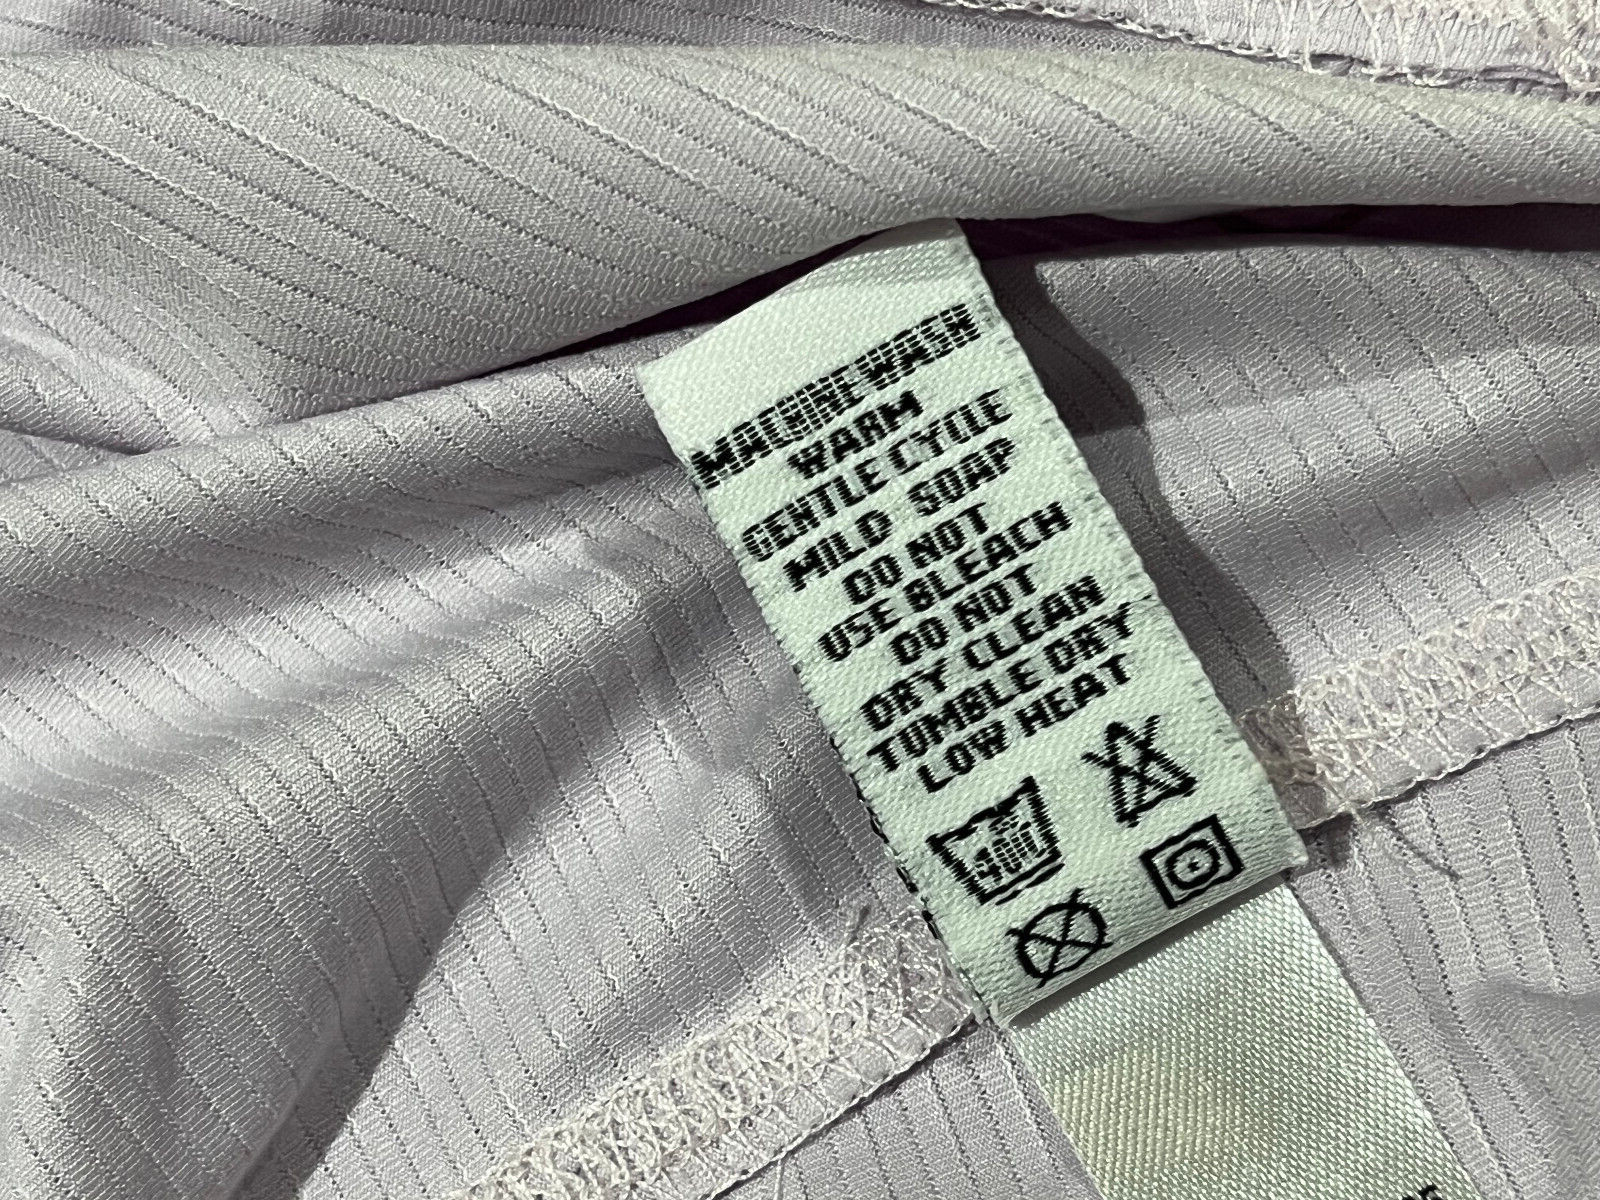 MACHINE WASH
WARM
GENTLE CYCLE
MILD SOAP
DO NOT
USE BLEACH
DO NOT
DRY CLEAN
TUMBLE DRY
LOW HEAT